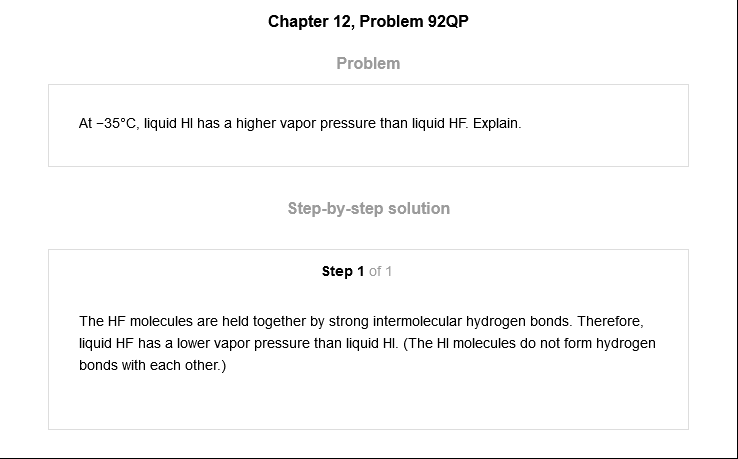 Chapter 12, Problem 92QP
Problem
At −35°C, liquid HI has a higher vapor pressure than liquid HF. Explain.
Step-by-step solution
Step 1 of 1
The HF molecules are held together by strong intermolecular hydrogen bonds. Therefore,
liquid HF has a lower vapor pressure than liquid HI. (The HI molecules do not form hydrogen
bonds with each other.)